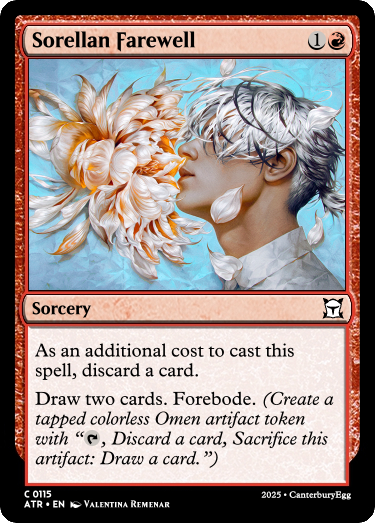 Sorellan Farewell 1
Sorcery
As an additional cost to cast this
spell, discard a card.
Draw two cards. Forebode. (Create a
tapped colorless Omen artifact token
with “, Discard a card, Sacrifice this
artifact: Draw a card.”)
C 0115
ATR • EN Valentina Remenar
2025 • CanterburyEgg